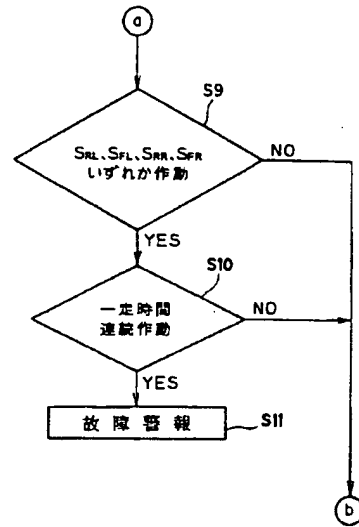 a
S9
SRL、SFL、SRR、SFR
いずれか作動
NO
YES
S10
一定時間
連続作動
NO
YES
故障警報
S11
b